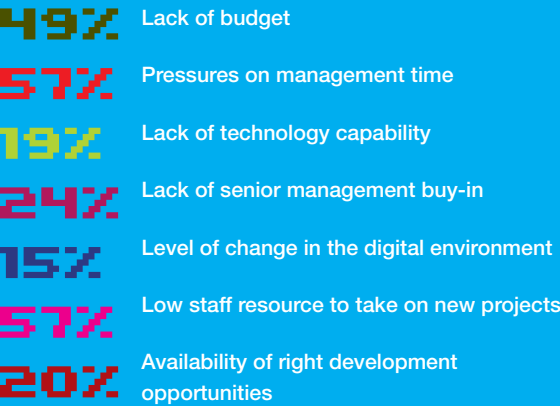 49% Lack of budget
57% Pressures on management time
19% Lack of technology capability
24% Lack of senior management buy-in
15% Level of change in the digital environment
57% Low staff resource to take on new projects
20% Availability of right development
opportunities